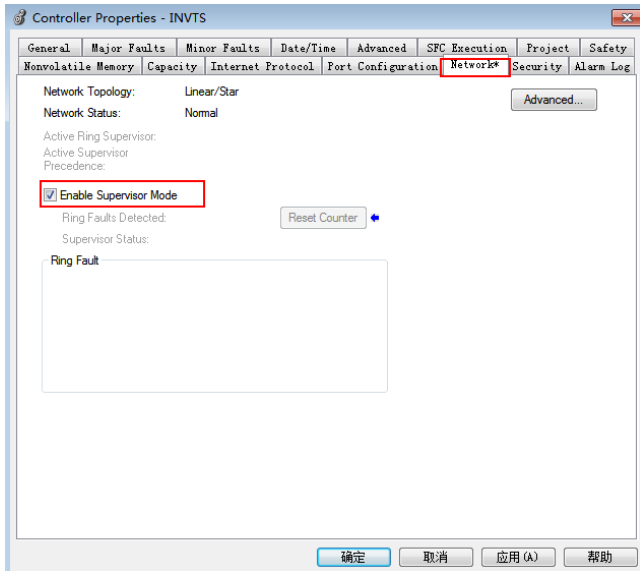 Controller Properties - INVTS
General Major Faults Minor Faults Date/Time Advanced SFC Execution Project Safety
Nonvolatile Memory Capacity Internet Protocol Port Configuration Network* Security Alarm Log
Network Topology: Linear/Star
Advanced...
Network Status: Normal
Active Ring Supervisor:
Active Supervisor
Precedence:
Enable Supervisor Mode
Ring Faults Detected: Reset Counter
Supervisor Status:
Ring Fault
确定 取消 应用(A) 帮助